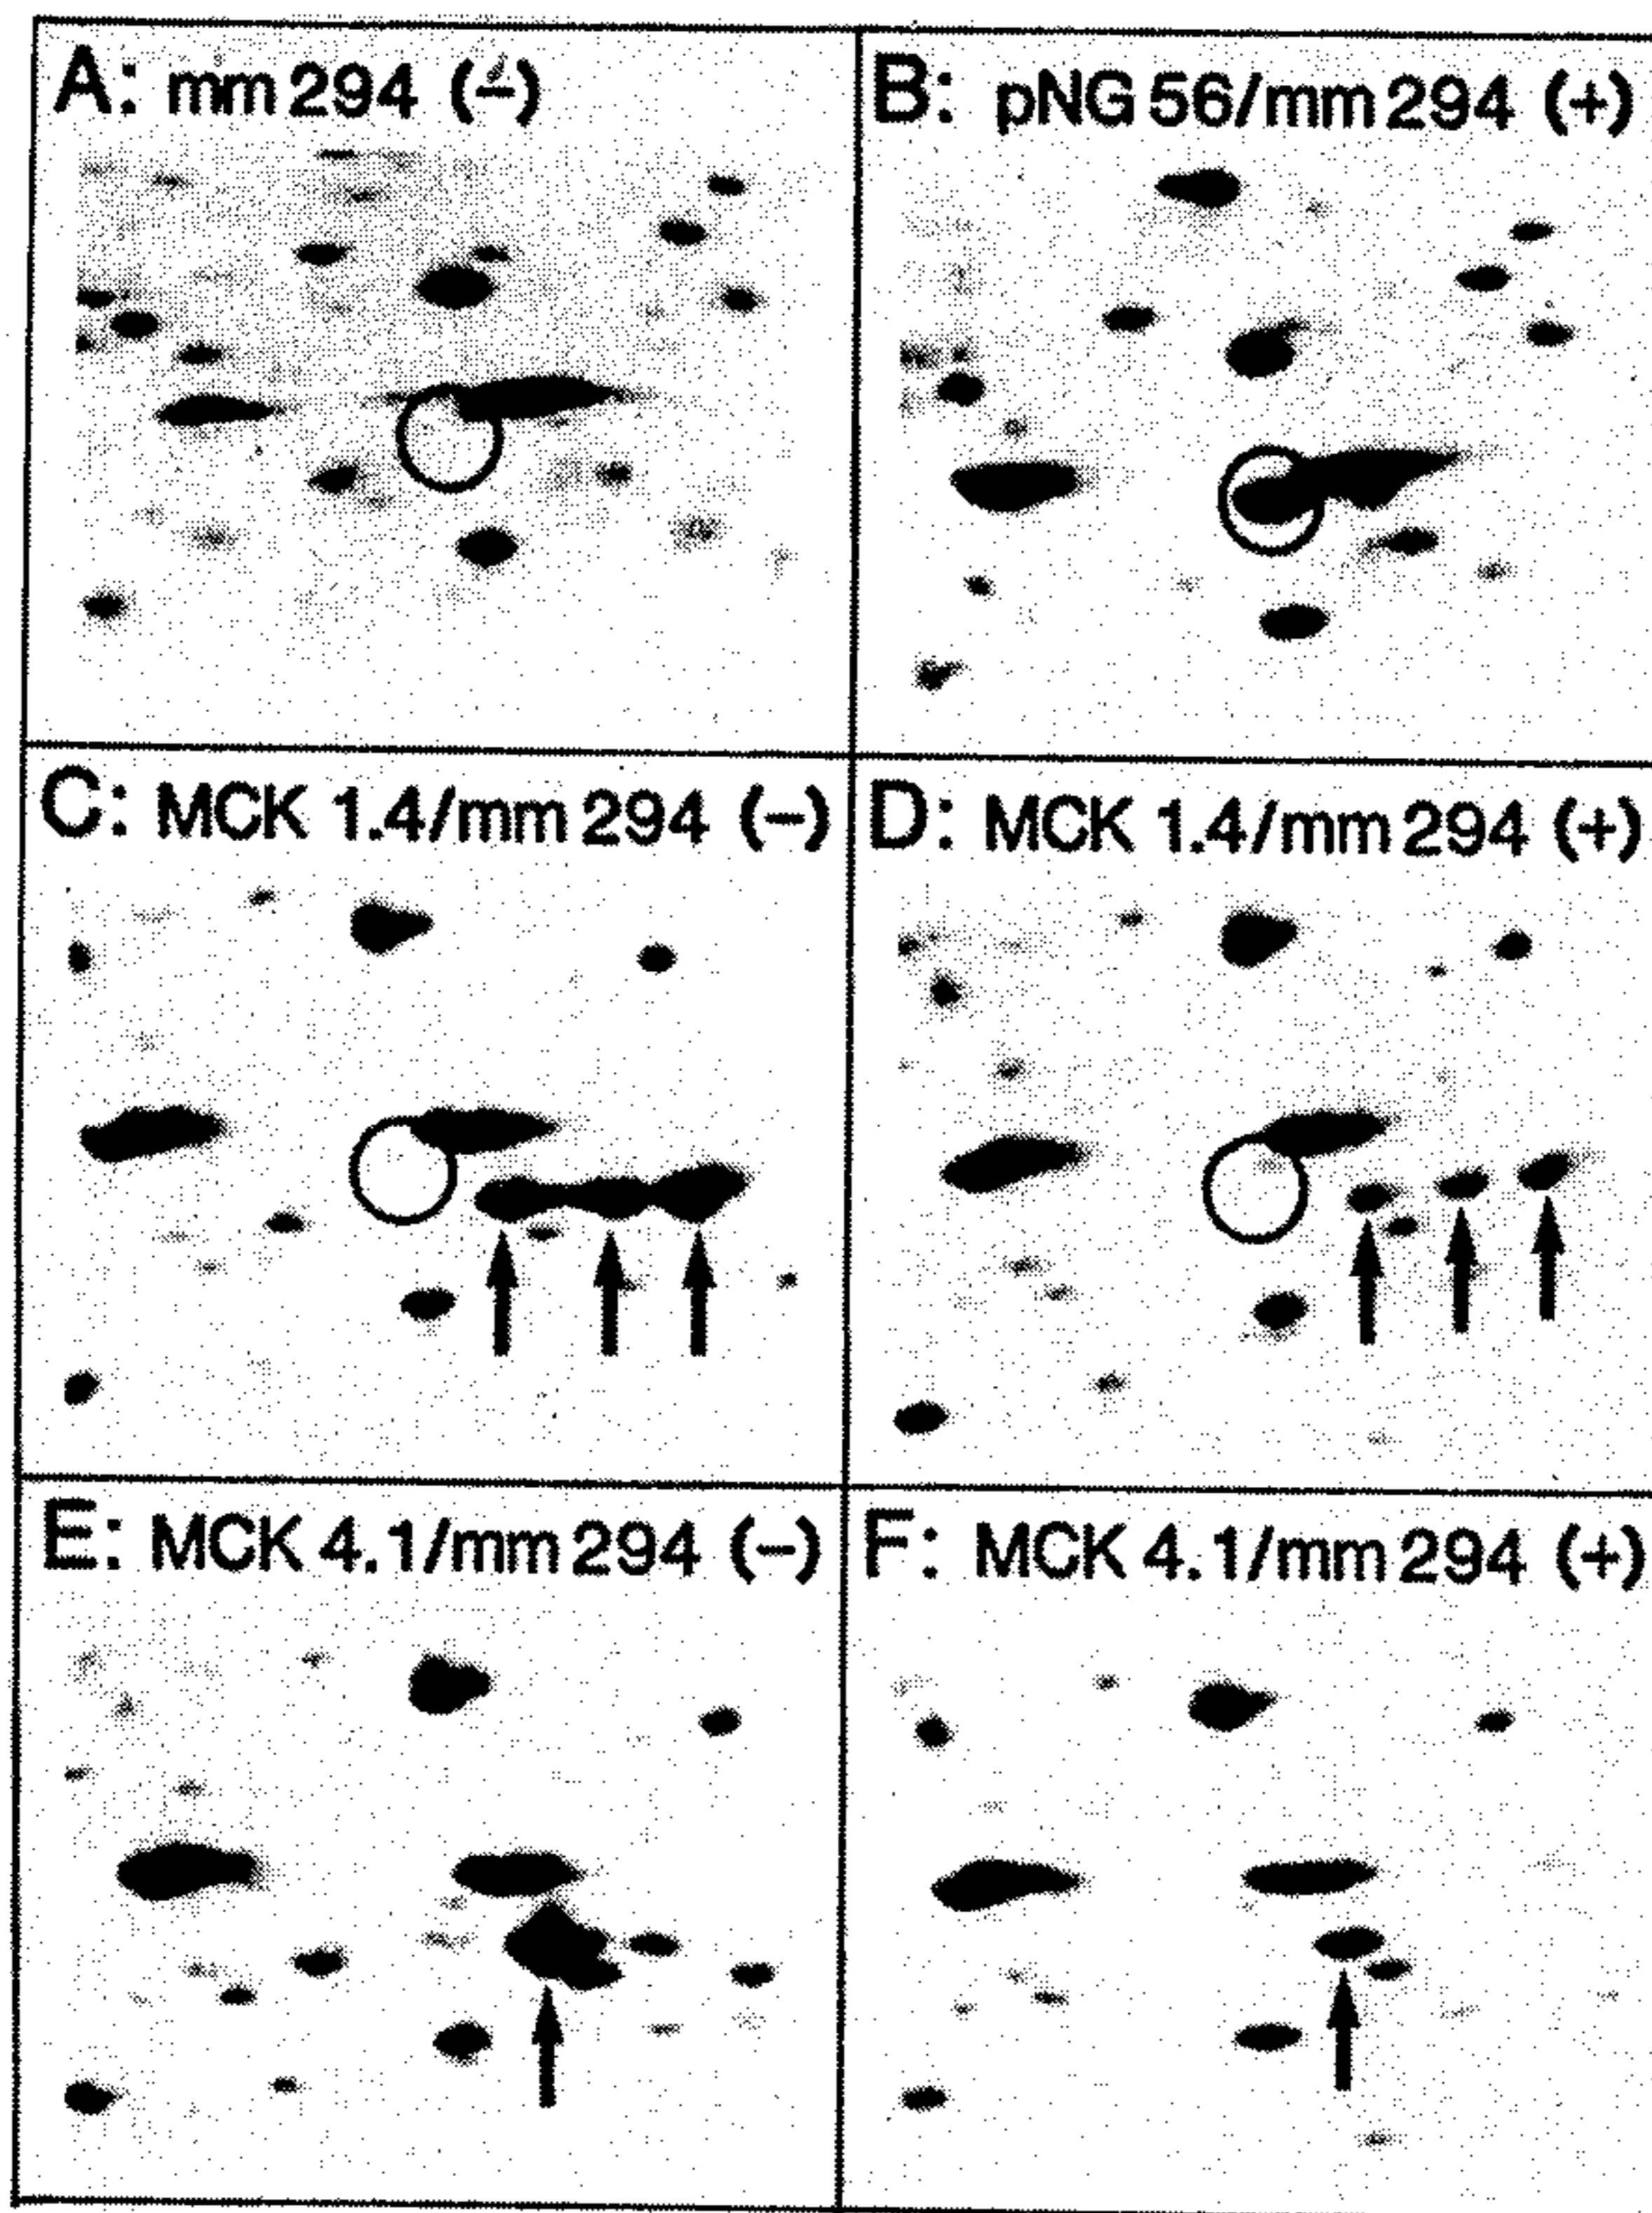 A: mm 294 (-)
B: pNG 56/mm 294 (+)
C: MCK 1.4/mm 294 (-)
D: MCK 1.4/mm 294 (+)
E: MCK 4.1/mm 294 (-)
F: MCK 4.1/mm 294 (+)